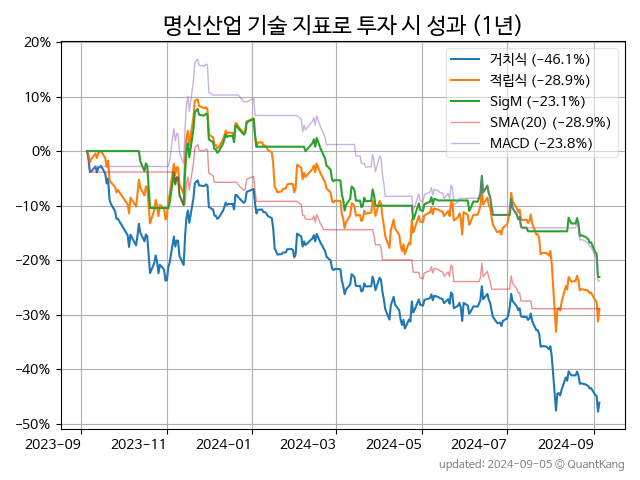 명신산업 기술 지표로 투자 시 성과 (1년)
20%
10%
0%
−10%
−20%
−30%
−40%
−50%
거치식 (−46.1%)
적립식 (−28.9%)
SigM (−23.1%)
SMA(20) (−28.9%)
MACD (−23.8%)
2023-09 2023-11 2024-01 2024-03 2024-05 2024-07 2024-09
updated: 2024-09-05 © QuantKang